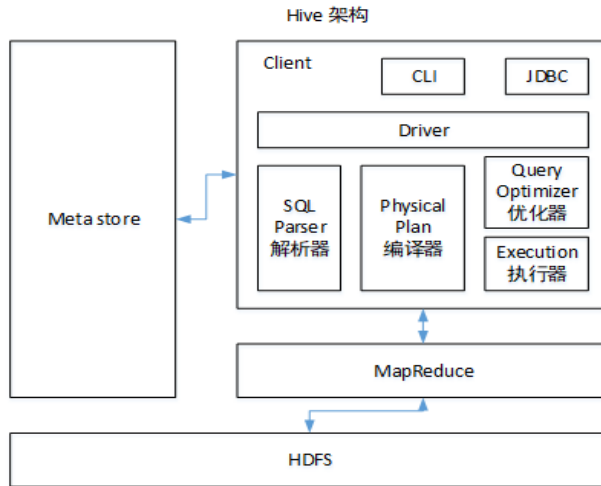 Hive 架构
Client
CLI
JDBC
Driver
Meta store
SQL
Parser
解析器
Physical
Plan
编译器
Query
Optimizer
优化器
Execution
执行器
MapReduce
HDFS